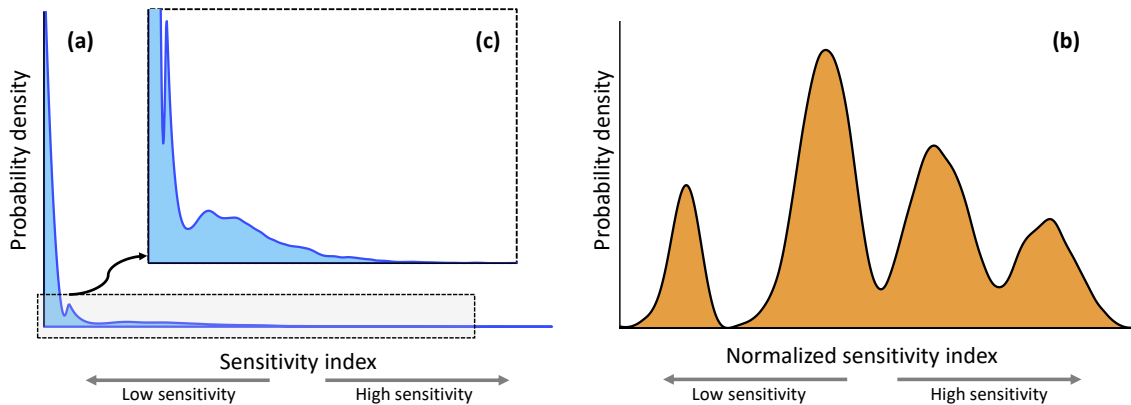 (a)
(c)
Probability density
Sensitivity index
Low sensitivity
High sensitivity
(b)
Probability density
Normalized sensitivity index
Low sensitivity
High sensitivity